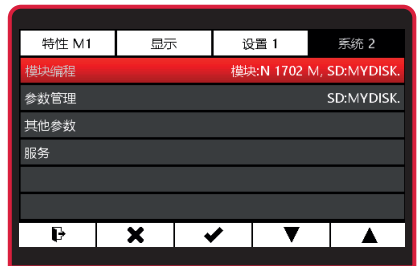 特性 M1 显示 设置 1 系统 2
模块编程 模块:N 1702 M, SD:MYDISK.
参数管理 SD:MYDISK.
其他参数
服务